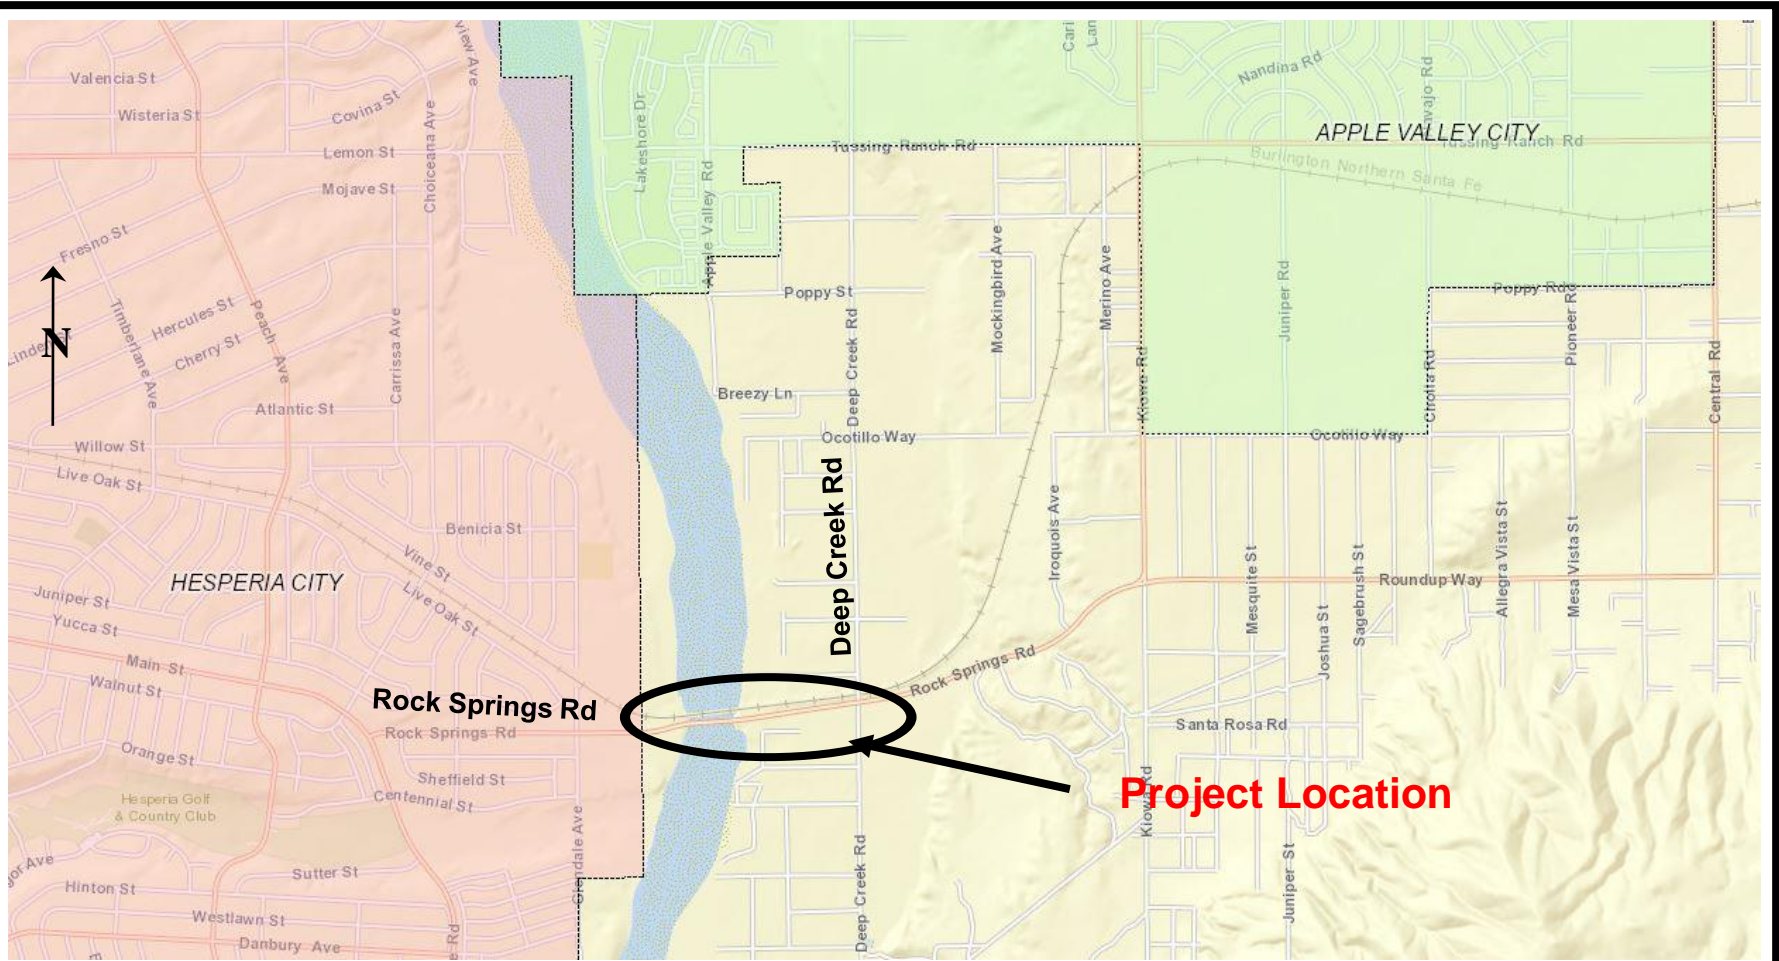 Valencia St
Wisteria St
Covina St
Lemon St
Mojave St
Choiceana Ave
view Ave
Fresno St
Timberlane Ave
Hercules St
Cherry St
Peach Ave
Carrissa Ave
N
Atlantic St
Willow St
Live Oak St
Benicia St
Vine St
Live Oak St
HESPERIA CITY
Juniper St
Yucca St
Main St
Walnut St
Rock Springs Rd
Rock Springs Rd
Orange St
Sheffield St
Centennial St
Hesperia Golf
& Country Club
Glendale Ave
Sutter St
Hinton St
Westlawn St
Danbury Ave
Lakeshore Dr
Apple Valley Rd
Tussing Ranch Rd
Nandina Rd
APPLE VALLEY CITY
Tussing Ranch Rd
Burlington Northern Santa Fe
Poppy St
Mockingbird Ave
Merino Ave
Juniper Rd
Poppy Rd
Pioneer Rd
Central Rd
Kiowa Rd
Cholla Rd
Breezy Ln
Deep Creek Rd
Ocotillo Way
Ocotillo Way
Deep Creek Rd
Iroquois Ave
Mesquite St
Joshua St
Sagebrush St
Roundup Way
Allegra Vista St
Mesa Vista St
Rock Springs Rd
Santa Rosa Rd
Project Location
Kiowa Rd
Juniper St
Deep Creek Rd